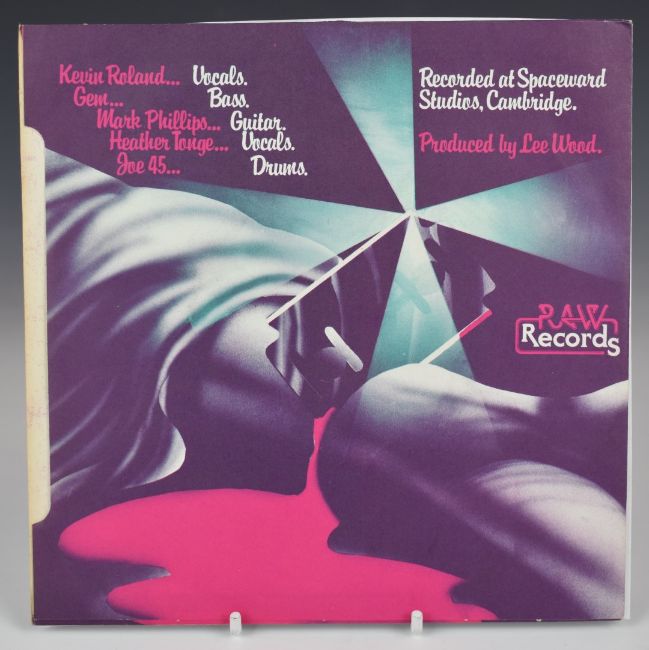 Kevin Roland... Vocals.
Gem... Bass.
Mark Phillips... Guitar.
Heather Tonge... Vocals.
Joe 45... Drums.
Recorded at Spaceward
Studios, Cambridge.
Produced by Lee Wood.
RAW
Records